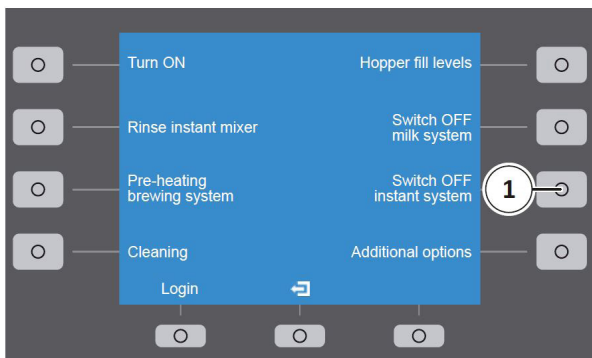 Turn ON
Hopper fill levels
Rinse instant mixer
Switch OFF
milk system
Pre-heating
brewing system
Switch OFF
instant system
1
Cleaning
Additional options
Login